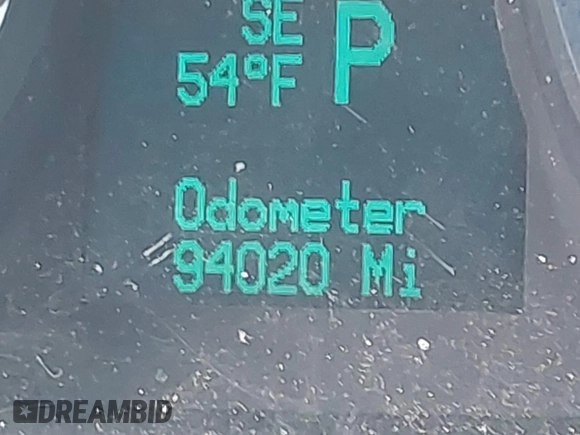 SE
54°F P
Odometer
94020 Mi
DREAMBID